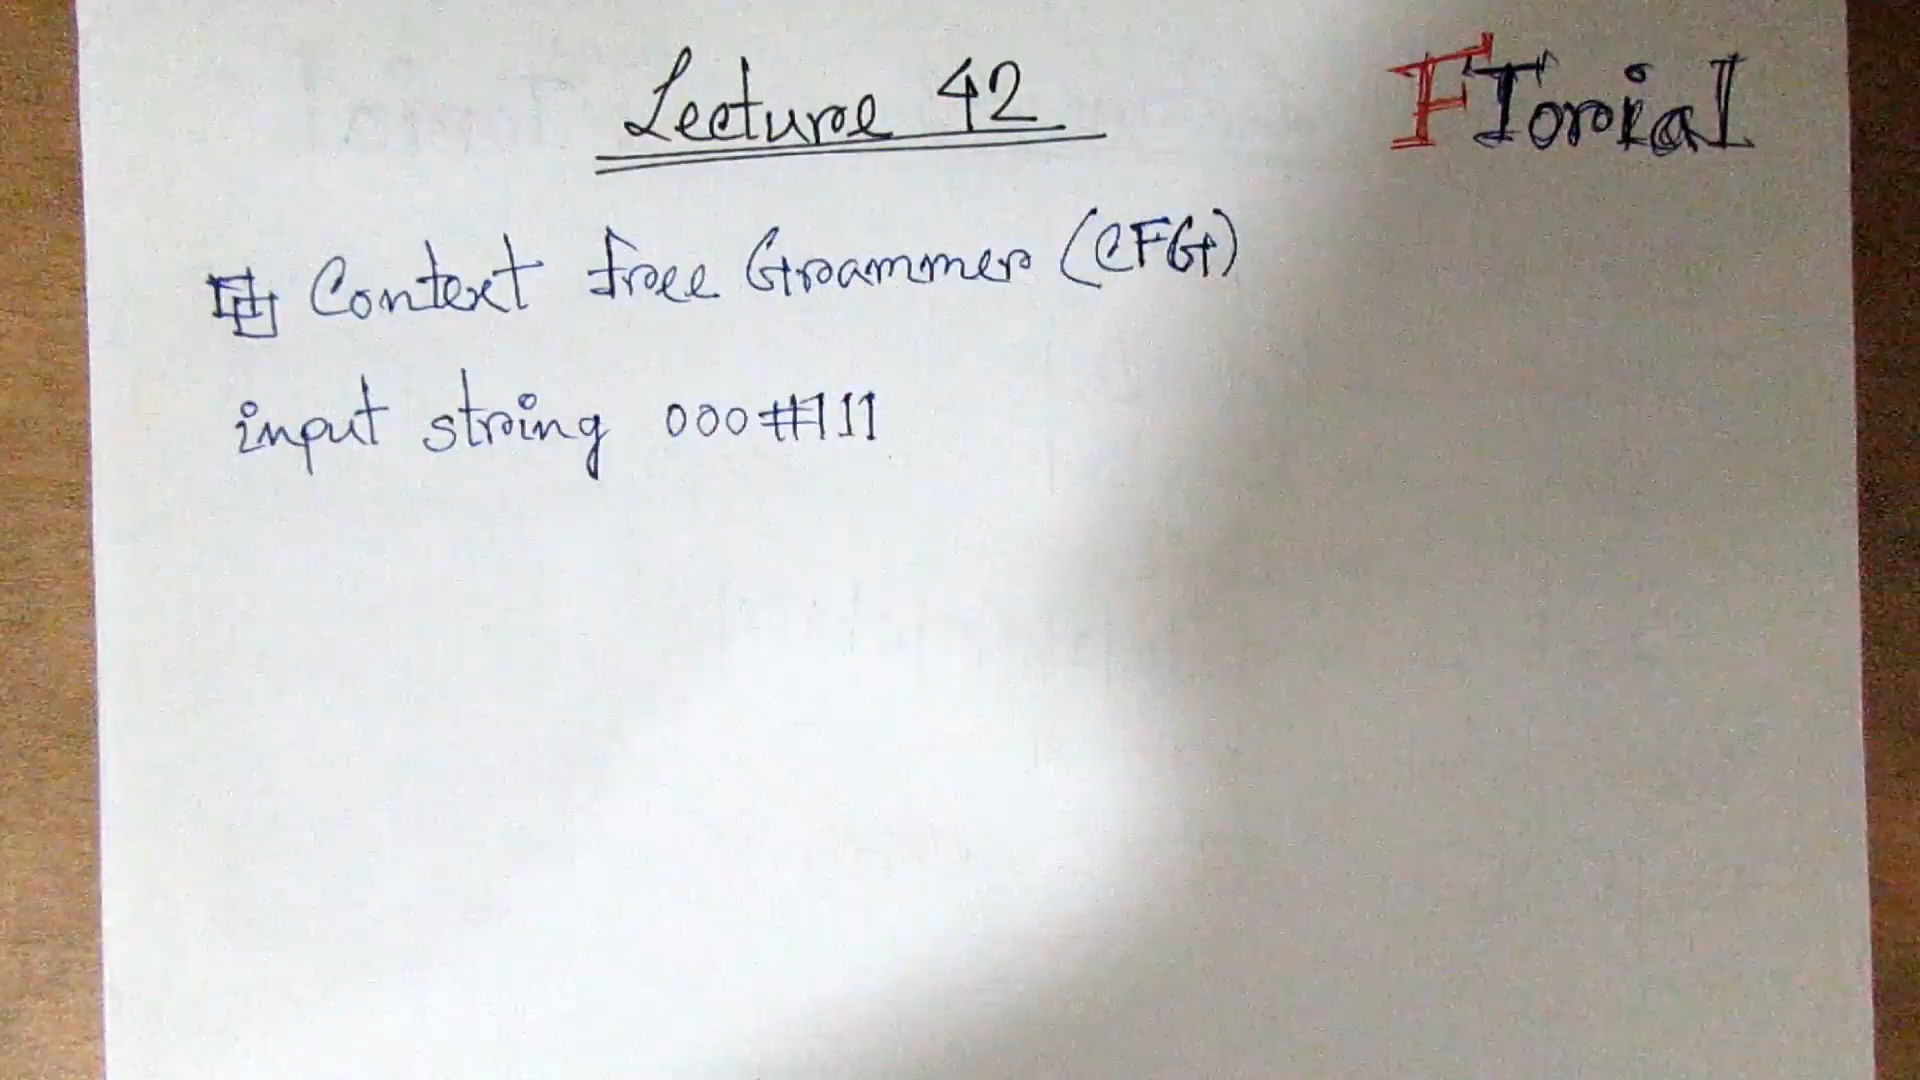 Lecture 42
FTorial
Context free Grammer (CFG)
input string 000#111